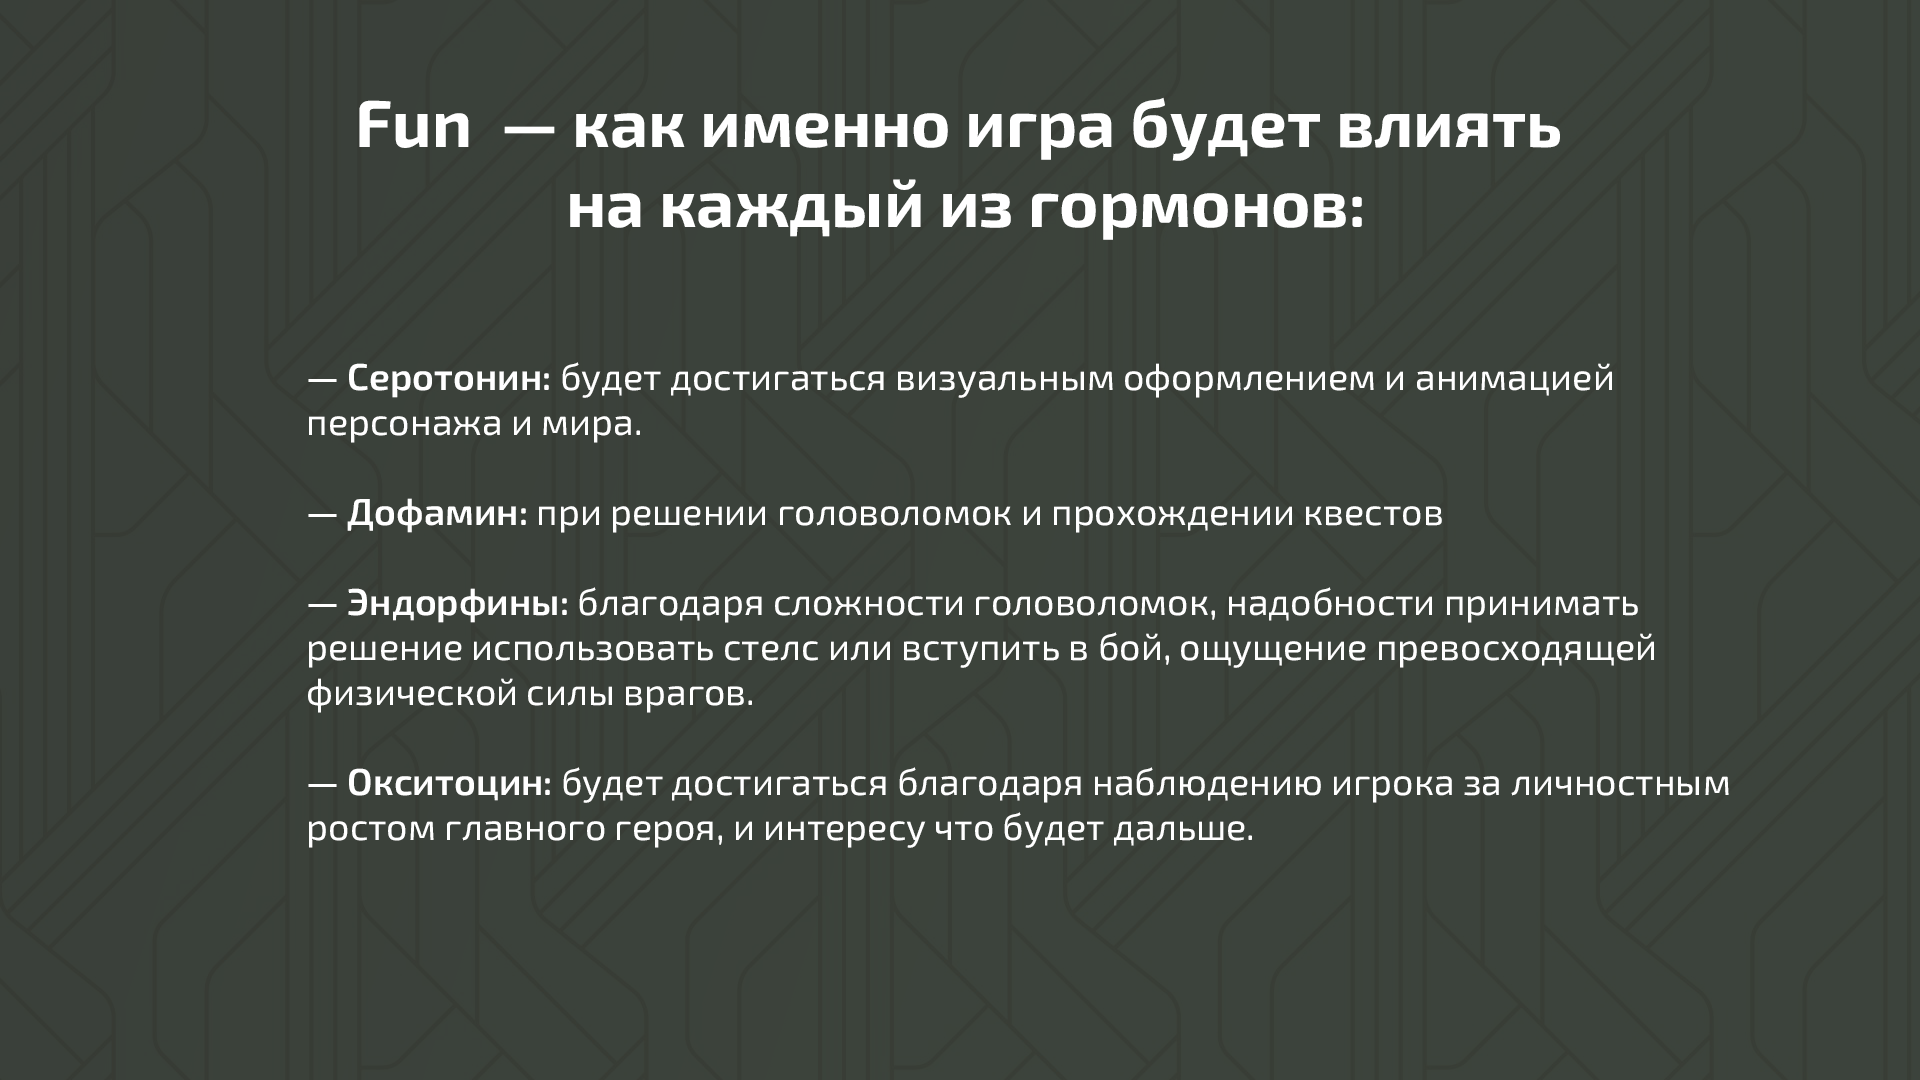 Fun — как именно игра будет влиять
на каждый из гормонов:
— Серотонин: будет достигаться визуальным оформлением и анимацией
персонажа и мира.
— Дофамин: при решении головоломок и прохождении квестов
— Эндорфины: благодаря сложности головоломок, надобности принимать
решение использовать стелс или вступить в бой, ощущение превосходящей
физической силы врагов.
— Окситоцин: будет достигаться благодаря наблюдению игрока за личностным
ростом главного героя, и интересу что будет дальше.